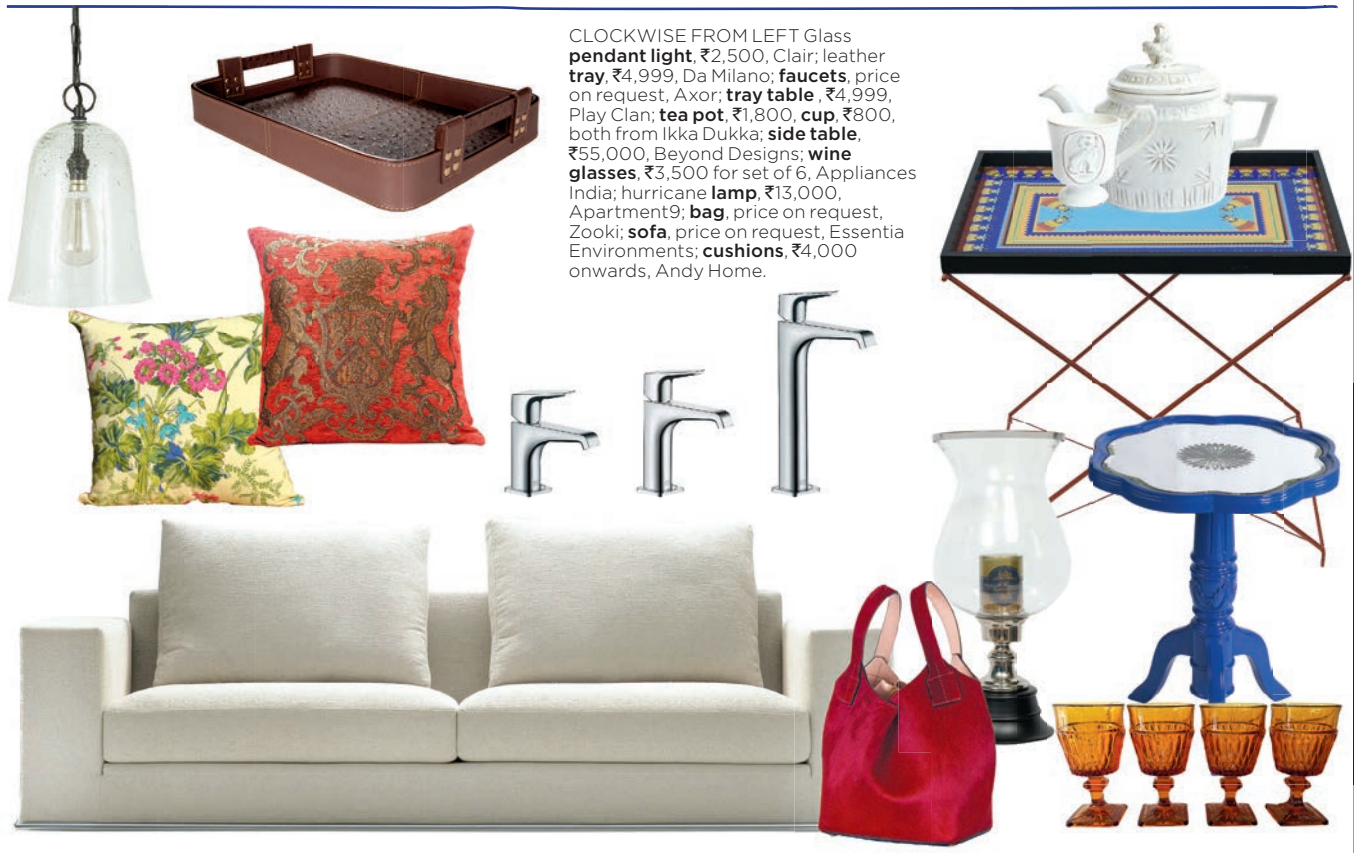 CLOCKWISE FROM LEFT Glass
pendant light, ₹2,500, Clair; leather
tray, ₹4,999, Da Milano; faucets, price
on request, Axor; tray table , ₹4,999,
Play Clan; tea pot, ₹1,800, cup, ₹800,
both from Ikka Dukka; side table,
₹55,000, Beyond Designs; wine
glasses, ₹3,500 for set of 6, Appliances
India; hurricane lamp, ₹13,000,
Apartment9; bag, price on request,
Zooki; sofa, price on request, Essentia
Environments; cushions, ₹4,000
onwards, Andy Home.